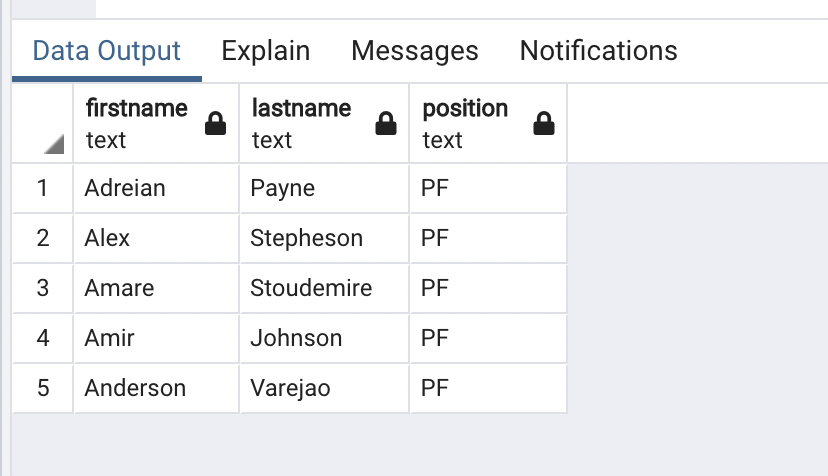 Data Output Explain Messages Notifications
firstname lastname position
text text text
1 Adreian Payne PF
2 Alex Stepheson PF
3 Amare Stoudemire PF
4 Amir Johnson PF
5 Anderson Varejao PF